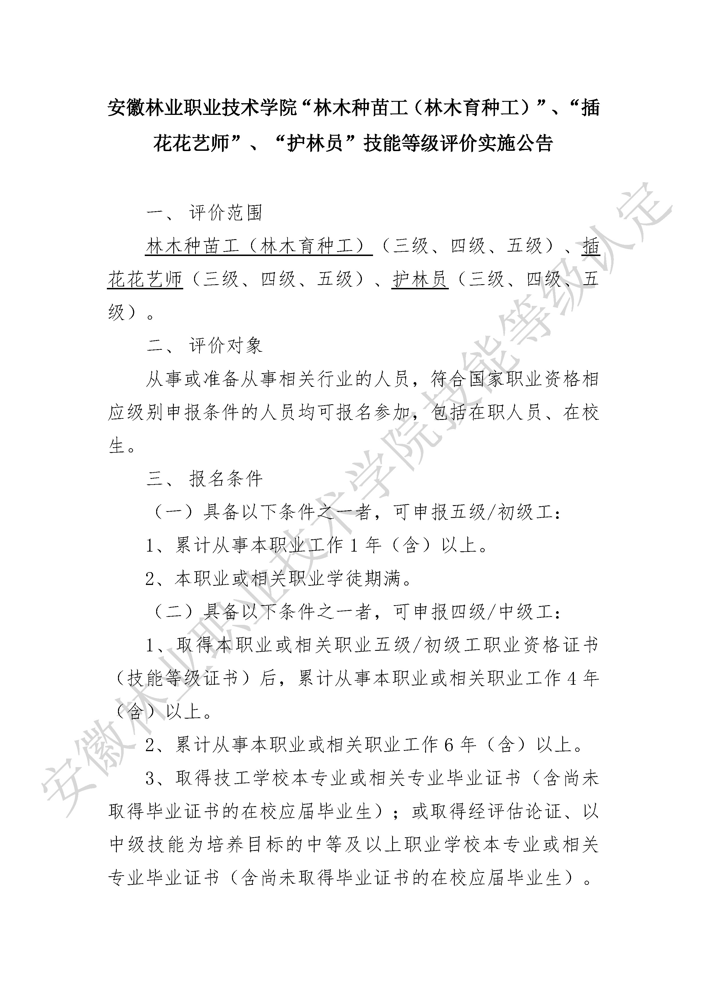 安徽林业职业技术学院“林木种苗工（林木育种工）”、“插
花花艺师”、“护林员”技能等级评价实施公告
一、 评价范围
林木种苗工（林木育种工）（三级、四级、五级）、插
花花艺师（三级、四级、五级）、护林员（三级、四级、五
级）。
二、 评价对象
从事或准备从事相关行业的人员，符合国家职业资格相
应级别申报条件的人员均可报名参加，包括在职人员、在校
生。
三、 报名条件
（一）具备以下条件之一者，可申报五级/初级工：
1、累计从事本职业工作 1 年（含）以上。
2、本职业或相关职业学徒期满。
（二）具备以下条件之一者，可申报四级/中级工：
1、取得本职业或相关职业五级/初级工职业资格证书
（技能等级证书）后，累计从事本职业或相关职业工作 4 年
（含）以上。
2、累计从事本职业或相关职业工作 6 年（含）以上。
3、取得技工学校本专业或相关专业毕业证书（含尚未
取得毕业证书的在校应届毕业生）；或取得经评估论证、以
中级技能为培养目标的中等及以上职业学校本专业或相关
专业毕业证书（含尚未取得毕业证书的在校应届毕业生）。
安徽林业职业技术学院技能等级认定